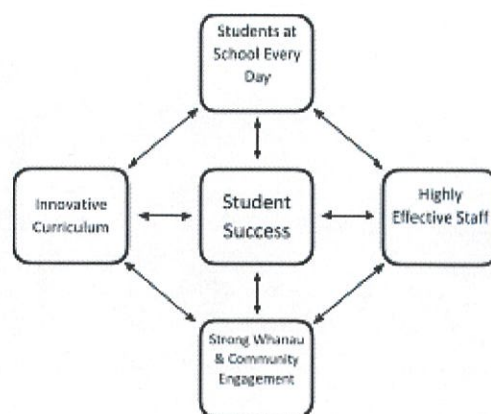 Students at
School Every
Day
Innovative
Curriculum
Student
Success
Highly
Effective Staff
Strong Whanau
& Community
Engagement